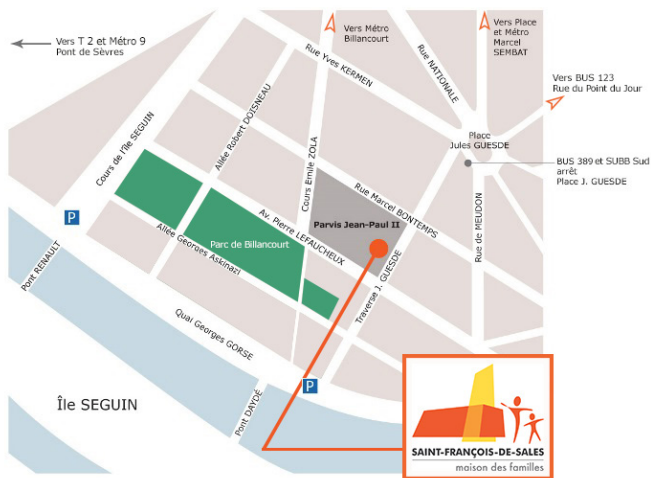 Vers T 2 et Métro 9
Pont de Sèvres
Vers Métro
Billancourt
Vers Place
et Métro
Marcel
SEMBAT
Rue Yves KERMEN
Rue NATIONALE
Vers BUS 123
Rue du Point du Jour
Place
Jules GUESDE
BUS 389 et SUBB Sud
arrêt
Place J. GUESDE
Cours de l'île SEGUIN
Allée Robert DOISNEAU
Cours Emile ZOLA
Rue Marcel BONTEMPS
Rue de MEUDON
Parvis Jean-Paul II
Av. Pierre LEFAUCHEUX
Parc de Billancourt
Allée Georges Askinazi
Traverse J. GUESDE
P
Pont RENAULT
Quai Georges GORSE
P
Île SEGUIN
Pont DAYDÉ
SAINT-FRANÇOIS-DE-SALES
maison des familles